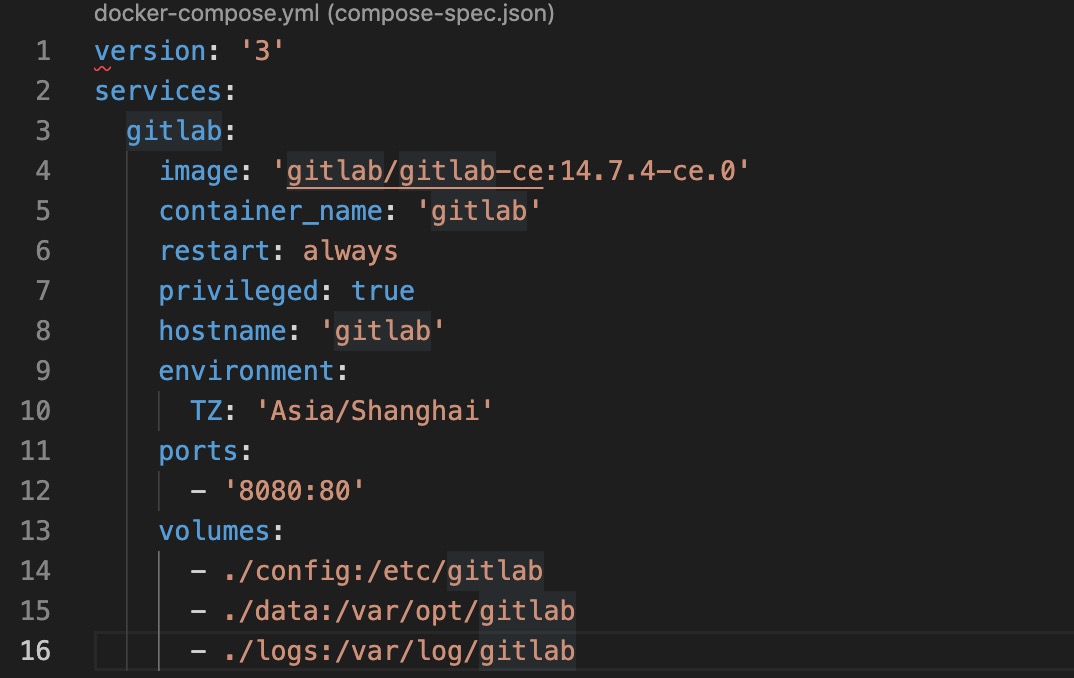 docker-compose.yml (compose-spec.json)
1 version: '3'
2 services:
3   gitlab:
4     image: 'gitlab/gitlab-ce:14.7.4-ce.0'
5     container_name: 'gitlab'
6     restart: always
7     privileged: true
8     hostname: 'gitlab'
9     environment:
10       TZ: 'Asia/Shanghai'
11     ports:
12       - '8080:80'
13     volumes:
14       - ./config:/etc/gitlab
15       - ./data:/var/opt/gitlab
16       - ./logs:/var/log/gitlab